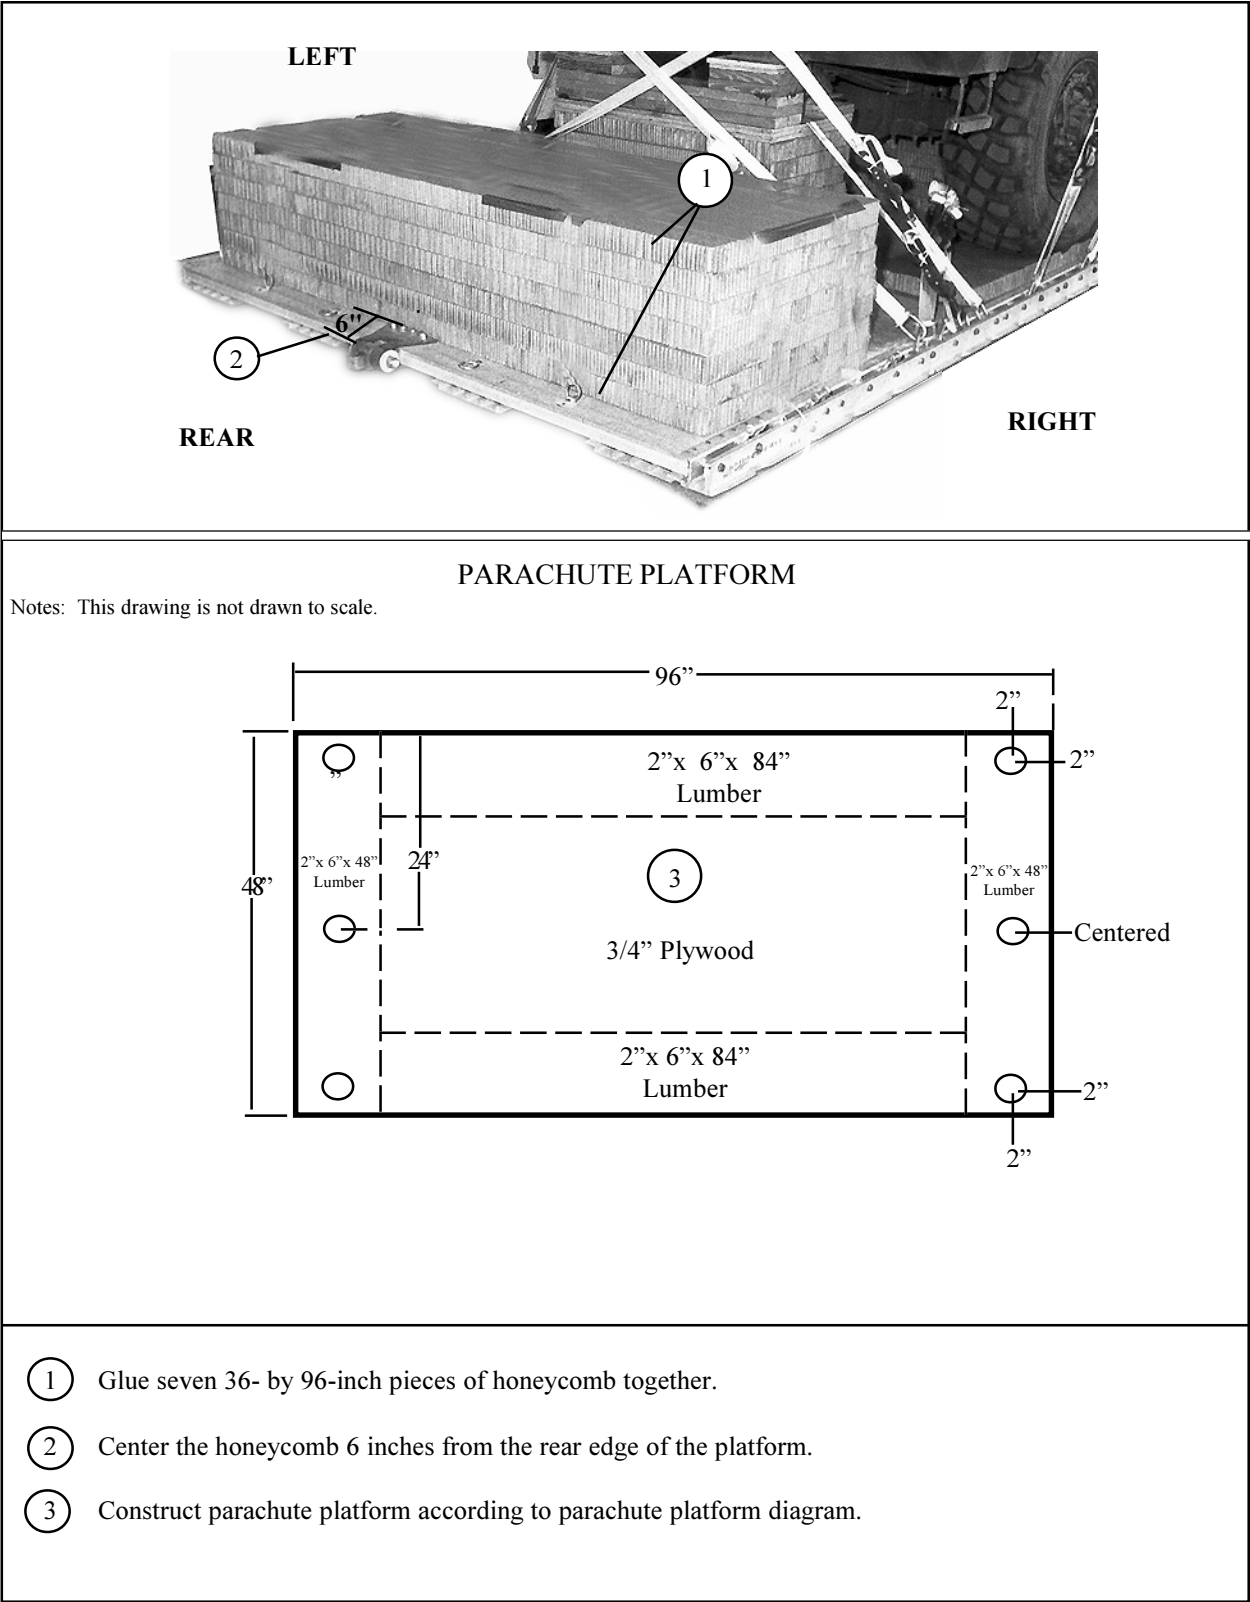 LEFT
1
6"
2
REAR
RIGHT
PARACHUTE PLATFORM
Notes: This drawing is not drawn to scale.
96”
2”
2”
”
2”x 6”x 84”
Lumber
2”x 6”x 48”
Lumber
24”
48”
3
2”x 6”x 48”
Lumber
Centered
3/4” Plywood
2”x 6”x 84”
Lumber
2”
2”
1 Glue seven 36- by 96-inch pieces of honeycomb together.
2 Center the honeycomb 6 inches from the rear edge of the platform.
3 Construct parachute platform according to parachute platform diagram.